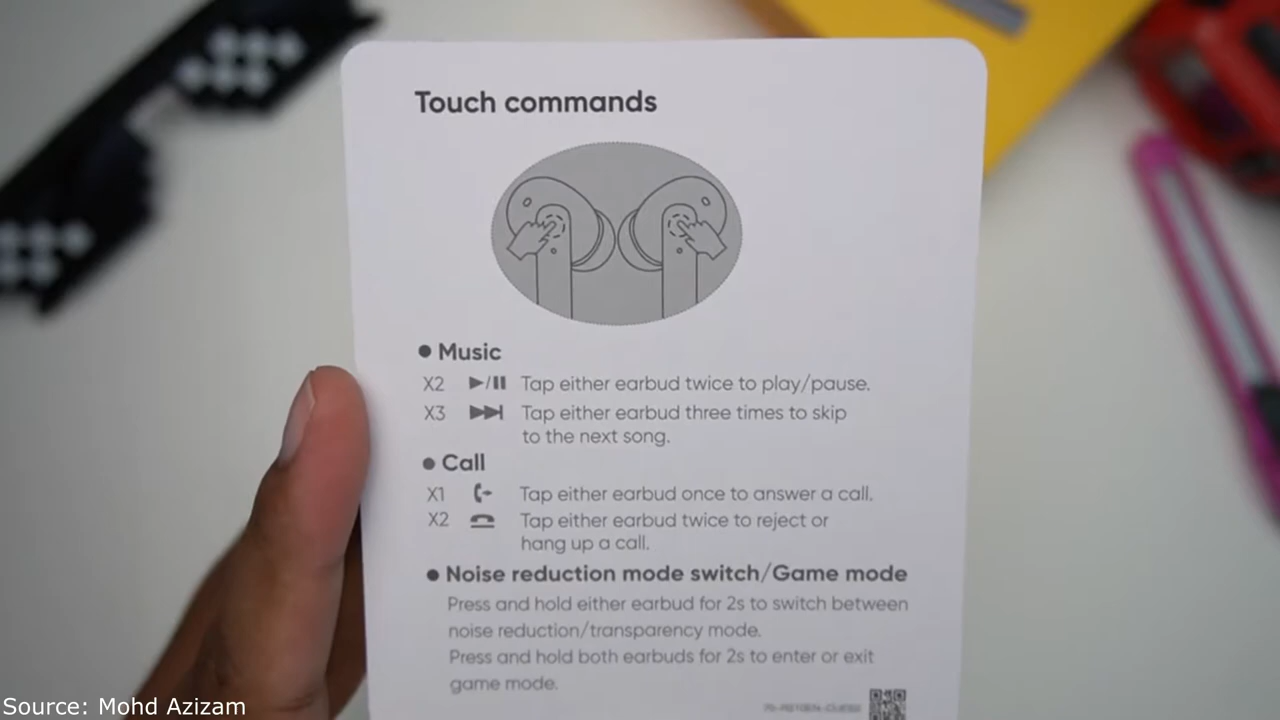 Touch commands
● Music
X2 ▶/❚❚ Tap either earbud twice to play/pause.
X3 Tap either earbud three times to skip
to the next song.
● Call
X1 Tap either earbud once to answer a call.
X2 Tap either earbud twice to reject or
hang up a call.
● Noise reduction mode switch/Game mode
Press and hold either earbud for 2s to switch between
noise reduction/transparency mode.
Press and hold both earbuds for 2s to enter or exit
game mode.
Source: Mohd Azizam